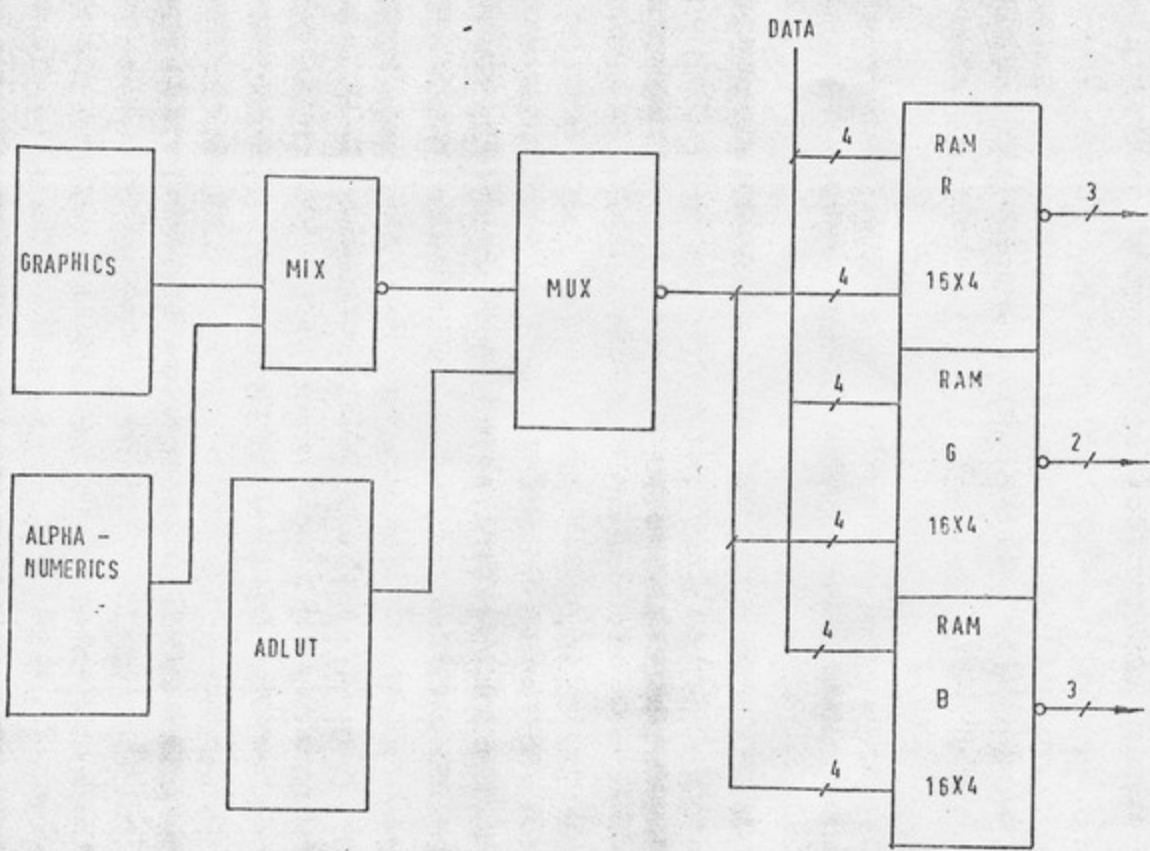 DATA
GRAPHICS
MIX
MUX
ALPHA -
NUMERICS
ADLUT
4
RAM
R
4
16X4
3
4
RAM
G
4
16X4
2
4
RAM
B
4
16X4
3